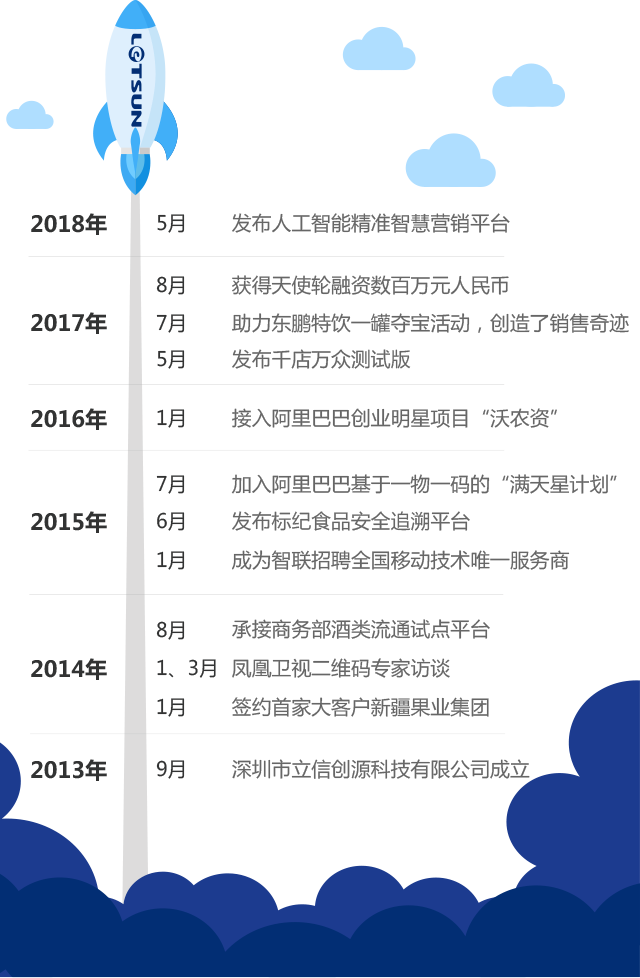 LOTSUN
2018年 5月 发布人工智能精准智慧营销平台
8月 获得天使轮融资数百万元人民币
2017年 7月 助力东鹏特饮一罐夺宝活动，创造了销售奇迹
5月 发布千店万众测试版
2016年 1月 接入阿里巴巴创业明星项目“沃农资”
7月 加入阿里巴巴基于一物一码的“满天星计划”
2015年 6月 发布标纪食品安全追溯平台
1月 成为智联招聘全国移动技术唯一服务商
8月 承接商务部酒类流通试点平台
2014年 1、3月 凤凰卫视二维码专家访谈
1月 签约首家大客户新疆果业集团
2013年 9月 深圳市立信创源科技有限公司成立